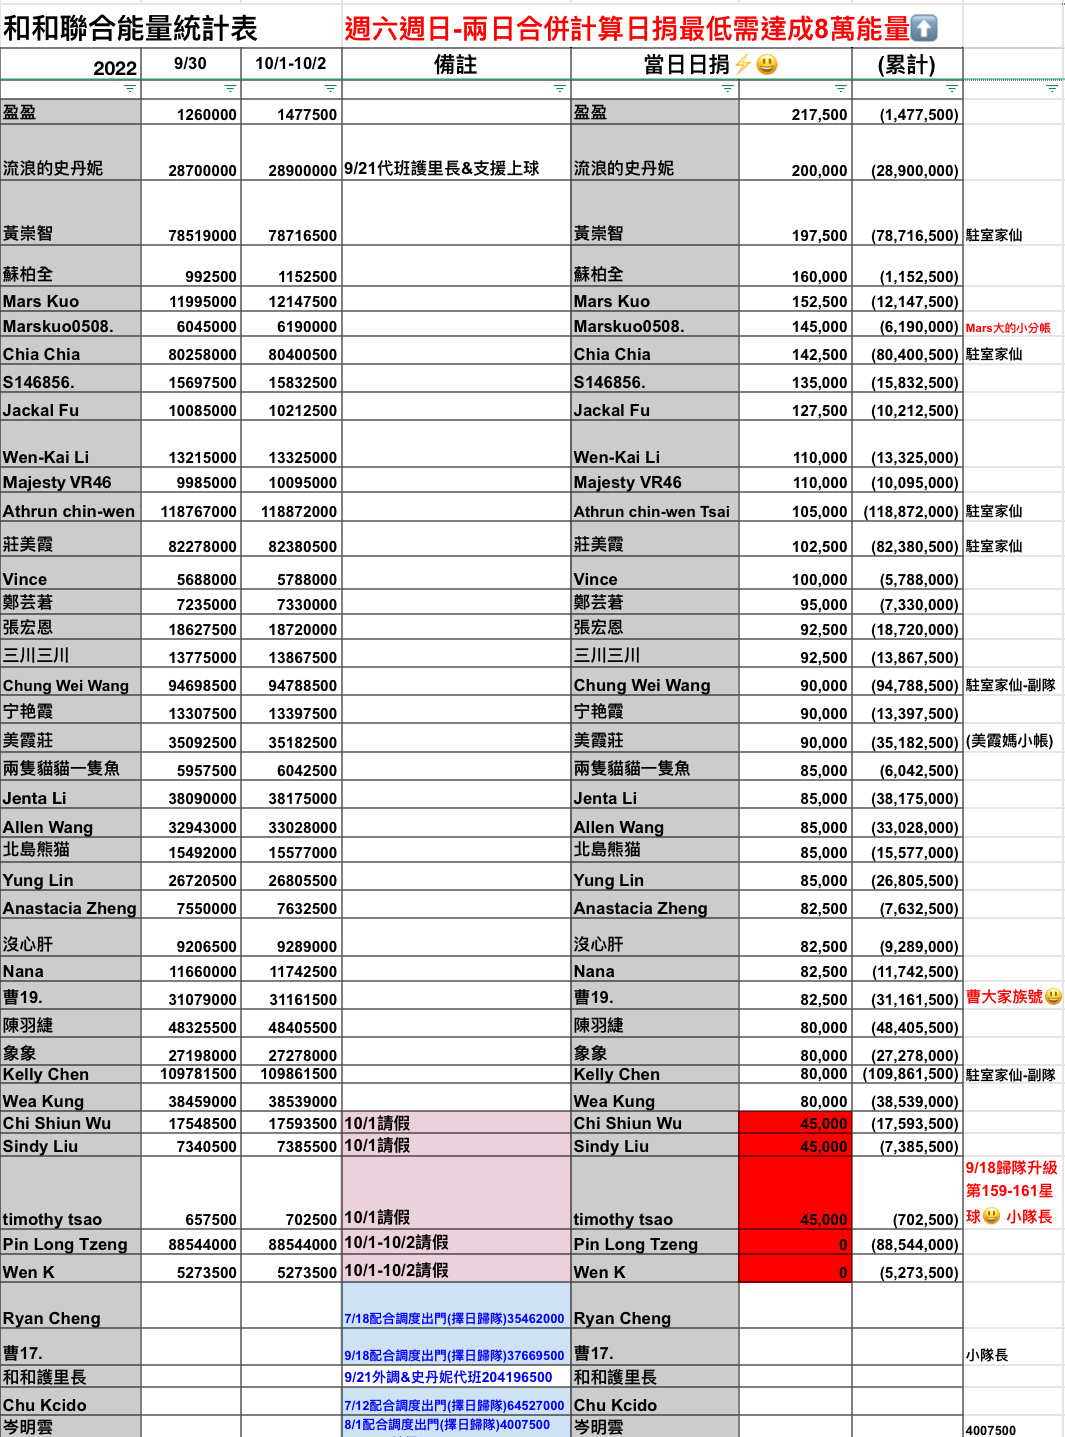 和和聯合能量統計表 週六週日-兩日合併計算日捐最低需達成8萬能量⬆️
2022 9/30 10/1-10/2 備註 當日日捐⚡😃 (累計)
盈盈 1260000 1477500 盈盈 217,500 (1,477,500)
流浪的史丹妮 28700000 28900000 9/21代班護里長&支援上球 流浪的史丹妮 200,000 (28,900,000)
黃崇智 78519000 78716500 黃崇智 197,500 (78,716,500) 駐室家仙
蘇柏全 992500 1152500 蘇柏全 160,000 (1,152,500)
Mars Kuo 11995000 12147500 Mars Kuo 152,500 (12,147,500)
Marskuo0508. 6045000 6190000 Marskuo0508. 145,000 (6,190,000) Mars大的小分帳
Chia Chia 80258000 80400500 Chia Chia 142,500 (80,400,500) 駐室家仙
S146856. 15697500 15832500 S146856. 135,000 (15,832,500)
Jackal Fu 10085000 10212500 Jackal Fu 127,500 (10,212,500)
Wen-Kai Li 13215000 13325000 Wen-Kai Li 110,000 (13,325,000)
Majesty VR46 9985000 10095000 Majesty VR46 110,000 (10,095,000)
Athrun chin-wen 118767000 118872000 Athrun chin-wen Tsai 105,000 (118,872,000) 駐室家仙
莊美霞 82278000 82380500 莊美霞 102,500 (82,380,500) 駐室家仙
Vince 5688000 5788000 Vince 100,000 (5,788,000)
鄭芸著 7235000 7330000 鄭芸著 95,000 (7,330,000)
張宏恩 18627500 18720000 張宏恩 92,500 (18,720,000)
三川三川 13775000 13867500 三川三川 92,500 (13,867,500)
Chung Wei Wang 94698500 94788500 Chung Wei Wang 90,000 (94,788,500) 駐室家仙-副隊
宁艳霞 13307500 13397500 宁艳霞 90,000 (13,397,500)
美霞莊 35092500 35182500 美霞莊 90,000 (35,182,500) (美霞媽小帳)
兩隻貓貓一隻魚 5957500 6042500 兩隻貓貓一隻魚 85,000 (6,042,500)
Jenta Li 38090000 38175000 Jenta Li 85,000 (38,175,000)
Allen Wang 32943000 33028000 Allen Wang 85,000 (33,028,000)
北島熊猫 15492000 15577000 北島熊猫 85,000 (15,577,000)
Yung Lin 26720500 26805500 Yung Lin 85,000 (26,805,500)
Anastacia Zheng 7550000 7632500 Anastacia Zheng 82,500 (7,632,500)
沒心肝 9206500 9289000 沒心肝 82,500 (9,289,000)
Nana 11660000 11742500 Nana 82,500 (11,742,500)
曹19. 31079000 31161500 曹19. 82,500 (31,161,500) 曹大家族號😃
陳羽緁 48325500 48405500 陳羽緁 80,000 (48,405,500)
象象 27198000 27278000 象象 80,000 (27,278,000)
Kelly Chen 109781500 109861500 Kelly Chen 80,000 (109,861,500) 駐室家仙-副隊
Wea Kung 38459000 38539000 Wea Kung 80,000 (38,539,000)
Chi Shiun Wu 17548500 17593500 10/1請假 Chi Shiun Wu 45,000 (17,593,500)
Sindy Liu 7340500 7385500 10/1請假 Sindy Liu 45,000 (7,385,500)
9/18歸隊升級
第159-161星
timothy tsao 657500 702500 10/1請假 timothy tsao 45,000 (702,500) 球😃 小隊長
Pin Long Tzeng 88544000 88544000 10/1-10/2請假 Pin Long Tzeng 0 (88,544,000)
Wen K 5273500 5273500 10/1-10/2請假 Wen K 0 (5,273,500)
Ryan Cheng 7/18配合調度出門(擇日歸隊)35462000 Ryan Cheng
曹17. 9/18配合調度出門(擇日歸隊)37669500 曹17. 小隊長
和和護里長 9/21外調&史丹妮代班204196500 和和護里長
Chu Kcido 7/12配合調度出門(擇日歸隊)64527000 Chu Kcido
岑明雲 8/1配合調度出門(擇日歸隊)4007500 岑明雲 4007500